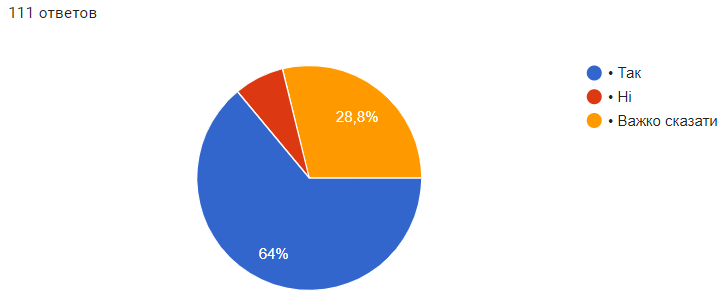 111 ответов
• Так
• Ні
• Важко сказати
28,8%
64%